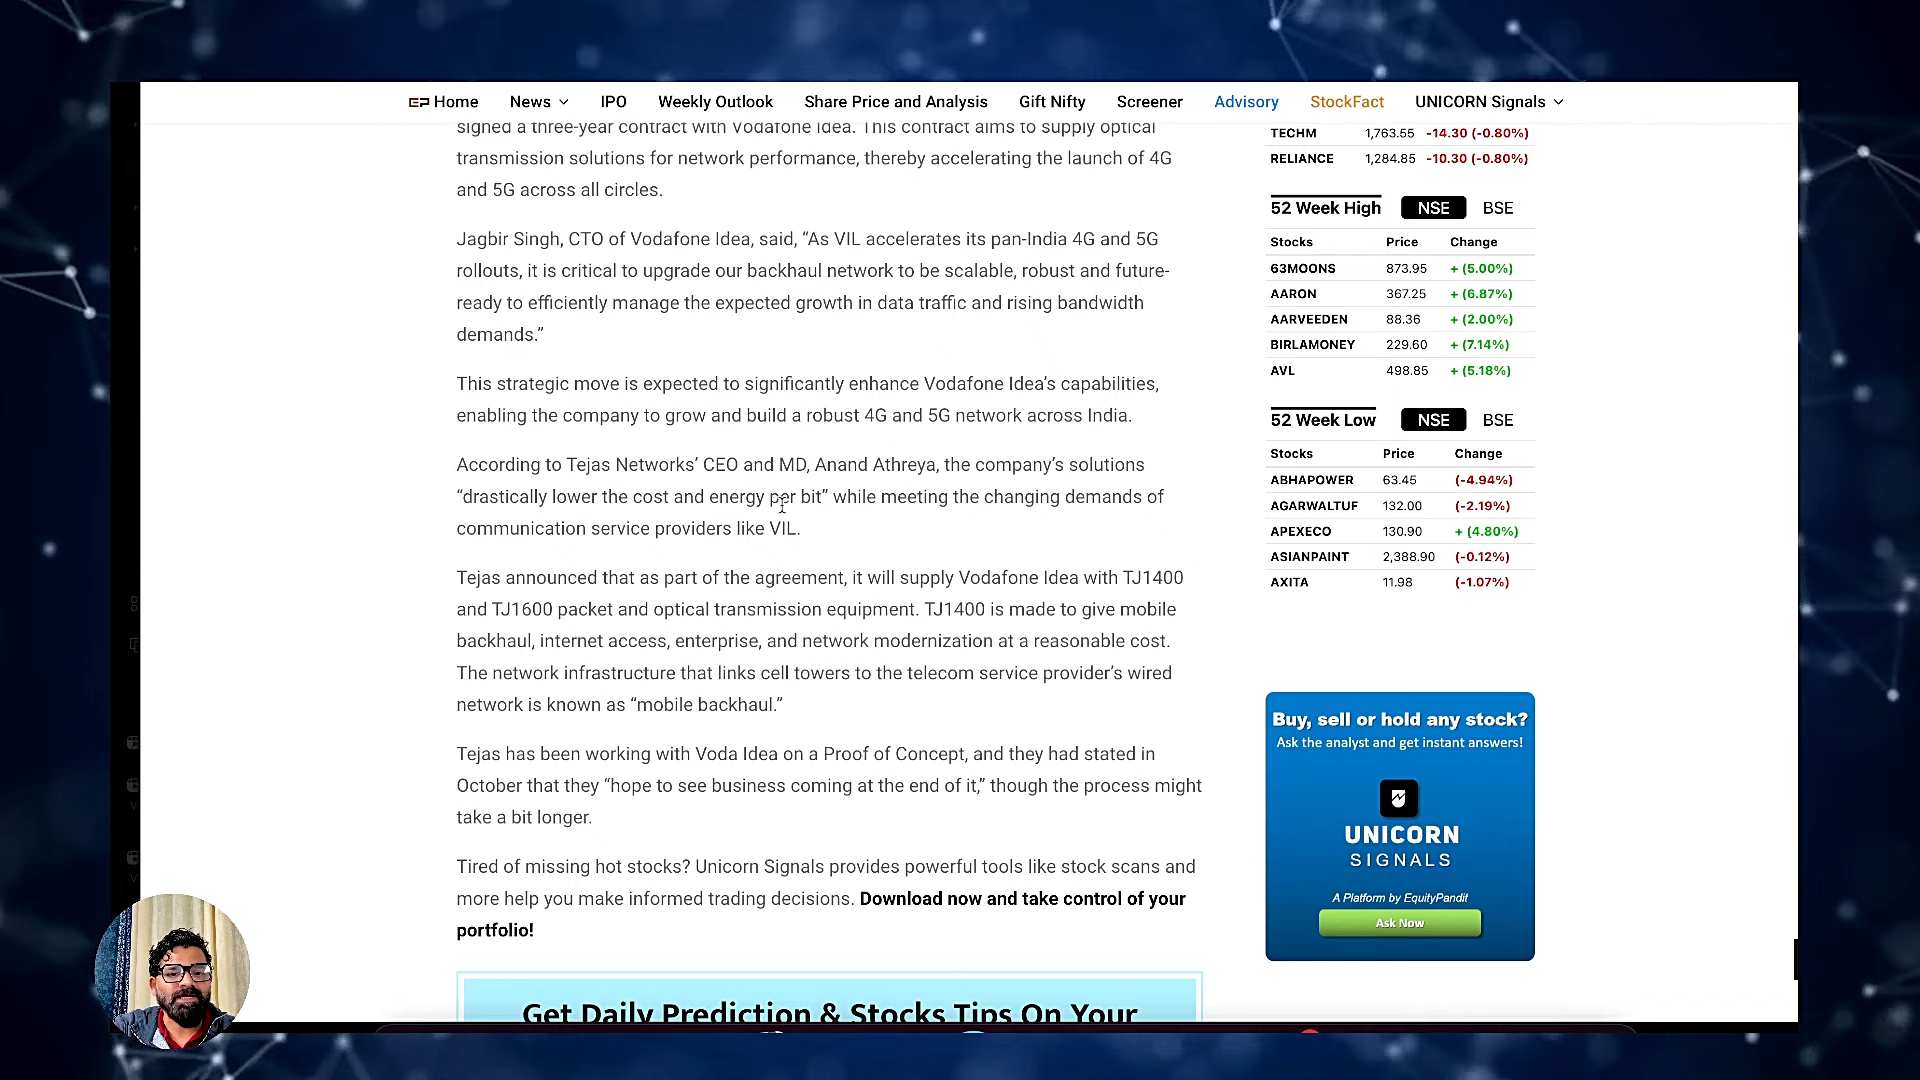 Home News IPO Weekly Outlook Share Price and Analysis Gift Nifty Screener Advisory StockFact UNICORN Signals
signed a three-year contract with Vodafone Idea. This contract aims to supply optical
transmission solutions for network performance, thereby accelerating the launch of 4G
and 5G across all circles.
Jagbir Singh, CTO of Vodafone Idea, said, “As VIL accelerates its pan-India 4G and 5G
rollouts, it is critical to upgrade our backhaul network to be scalable, robust and future-
ready to efficiently manage the expected growth in data traffic and rising bandwidth
demands.”
This strategic move is expected to significantly enhance Vodafone Idea’s capabilities,
enabling the company to grow and build a robust 4G and 5G network across India.
According to Tejas Networks’ CEO and MD, Anand Athreya, the company’s solutions
“drastically lower the cost and energy per bit” while meeting the changing demands of
communication service providers like VIL.
Tejas announced that as part of the agreement, it will supply Vodafone Idea with TJ1400
and TJ1600 packet and optical transmission equipment. TJ1400 is made to give mobile
backhaul, internet access, enterprise, and network modernization at a reasonable cost.
The network infrastructure that links cell towers to the telecom service provider’s wired
network is known as “mobile backhaul.”
Tejas has been working with Voda Idea on a Proof of Concept, and they had stated in
October that they “hope to see business coming at the end of it,” though the process might
take a bit longer.
Tired of missing hot stocks? Unicorn Signals provides powerful tools like stock scans and
more help you make informed trading decisions. Download now and take control of your
portfolio!
Get Daily Prediction & Stocks Tips On Your
TECHM 1,763.55 -14.30 (-0.80%)
RELIANCE 1,284.85 -10.30 (-0.80%)
52 Week High NSE BSE
Stocks Price Change
63MOONS 873.95 + (5.00%)
AARON 367.25 + (6.87%)
AARVEEDEN 88.36 + (2.00%)
BIRLAMONEY 229.60 + (7.14%)
AVL 498.85 + (5.18%)
52 Week Low NSE BSE
Stocks Price Change
ABHAPOWER 63.45 (-4.94%)
AGARWALTUF 132.00 (-2.19%)
APEXECO 130.90 + (4.80%)
ASIANPAINT 2,388.90 (-0.12%)
AXITA 11.98 (-1.07%)
Buy, sell or hold any stock?
Ask the analyst and get instant answers!
UNICORN
SIGNALS
A Platform by EquityPandit
Ask Now